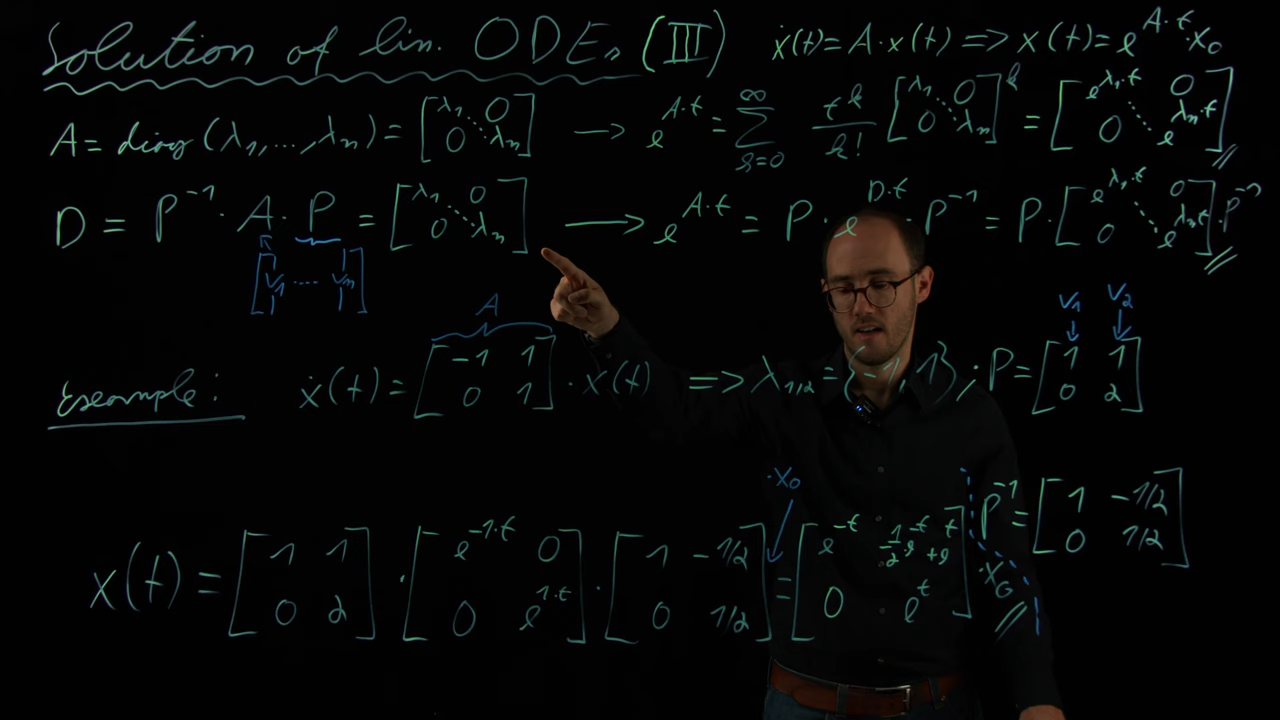 Solution of lin. ODEs (III) ẋ(t)=A·x(t) => x(t)=e^{A·t}·x₀
A = diag(λ₁,...,λₙ) = [λ₁ 0; 0 λₙ] → e^{A·t} = ∑_{k=0}^{∞} t^k/k! [λ₁ 0; 0 λₙ]^k = [e^{λ₁·t} 0; 0 e^{λₙ·t}]
D = P⁻¹·A·P = [λ₁ 0; 0 λₙ] → e^{A·t} = P·e^{D·t}·P⁻¹ = P·[e^{λ₁·t} 0; 0 e^{λₙ·t}]·P⁻¹
[v₁ .... vₙ]
A v₁ v₂
Example: ẋ(t) = [-1 1; 0 1]·x(t) => λ₁,₂ = {-1, 1}; P = [1 1; 0 2]
·x₀ P⁻¹ = [1 -1/2; 0 1/2]
x(t) = [1 1; 0 2]·[e^{-1·t} 0; 0 e^{1·t}]·[1 -1/2; 0 1/2] = [e^{-t} 1/-2 e^{-t} + e^{t}; 0 e^{t}]·x₀